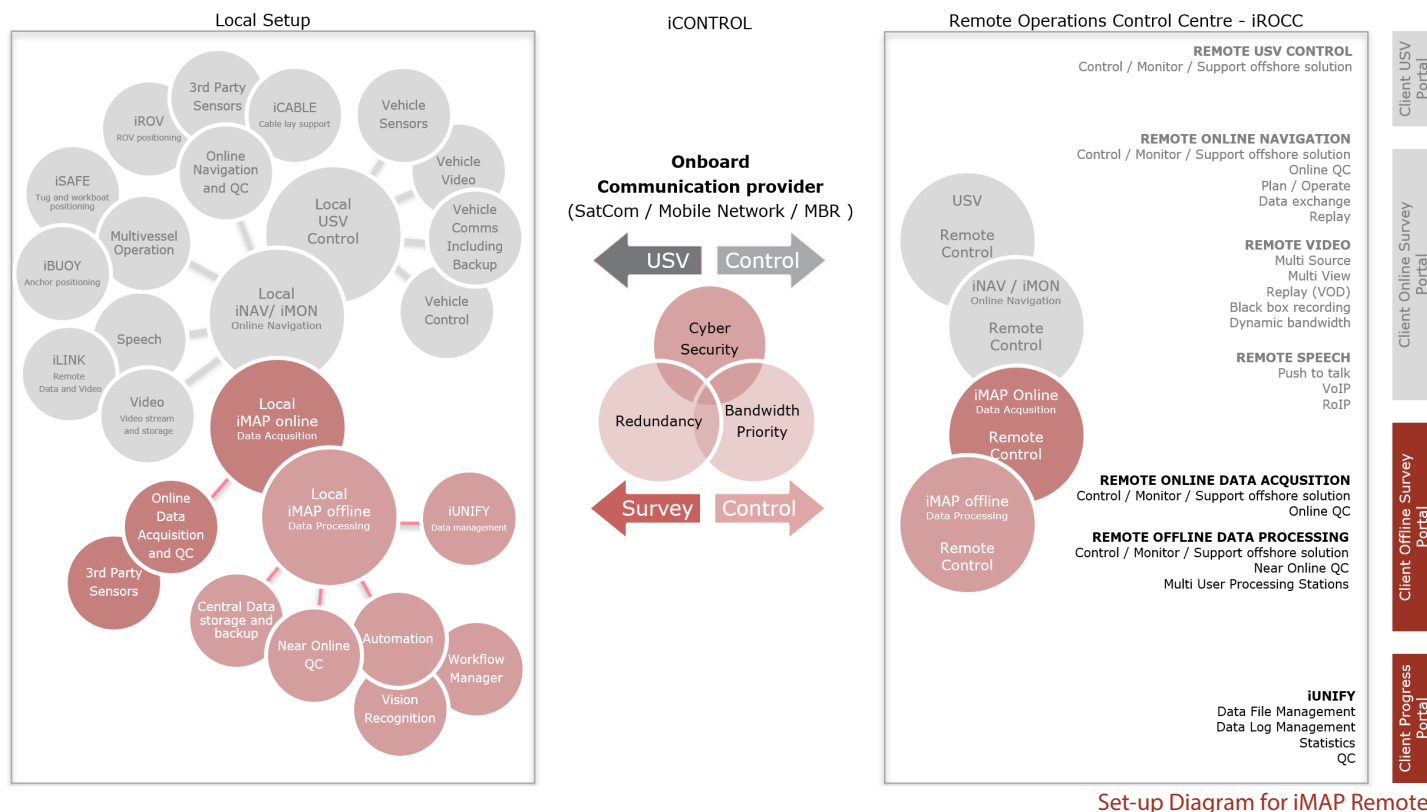 Local Setup
iCONTROL
Remote Operations Control Centre - iROCC
3rd Party
Sensors
iCABLE
Cable lay support
iROV
ROV positioning
Vehicle
Sensors
Online
Navigation
and QC
Vehicle
Video
iSAFE
Tug and workboat
positioning
Local
USV
Control
Vehicle
Comms
Including
Backup
Multivessel
Operation
iBUOY
Anchor positioning
Local
iNAV/ iMON
Online Navigation
Vehicle
Control
Speech
iLINK
Remote
Data and Video
Video
Video stream
and storage
Local
iMAP online
Data Acqusition
Local
iMAP offline
Data Processing
iUNIFY
Data management
Online
Data
Acquisition
and QC
3rd Party
Sensors
Central Data
storage and
backup
Near Online
QC
Automation
Workflow
Manager
Vision
Recognition
Onboard
Communication provider
(SatCom / Mobile Network / MBR )
USV
Control
Cyber
Security
Redundancy
Bandwidth
Priority
Survey
Control
USV
Remote
Control
iNAV / iMON
Online Navigation
Remote
Control
iMAP Online
Data Acqusition
Remote
Control
iMAP offline
Data Processing
Remote
Control
REMOTE USV CONTROL
Control / Monitor / Support offshore solution
REMOTE ONLINE NAVIGATION
Control / Monitor / Support offshore solution
Online QC
Plan / Operate
Data exchange
Replay
REMOTE VIDEO
Multi Source
Multi View
Replay (VOD)
Black box recording
Dynamic bandwidth
REMOTE SPEECH
Push to talk
VoIP
RoIP
REMOTE ONLINE DATA ACQUSITION
Control / Monitor / Support offshore solution
Online QC
REMOTE OFFLINE DATA PROCESSING
Control / Monitor / Support offshore solution
Near Online QC
Multi User Processing Stations
iUNIFY
Data File Management
Data Log Management
Statistics
QC
Client USV
Portal
Client Online Survey
Portal
Client Offline Survey
Portal
Client Progress
Portal
Set-up Diagram for iMAP Remote